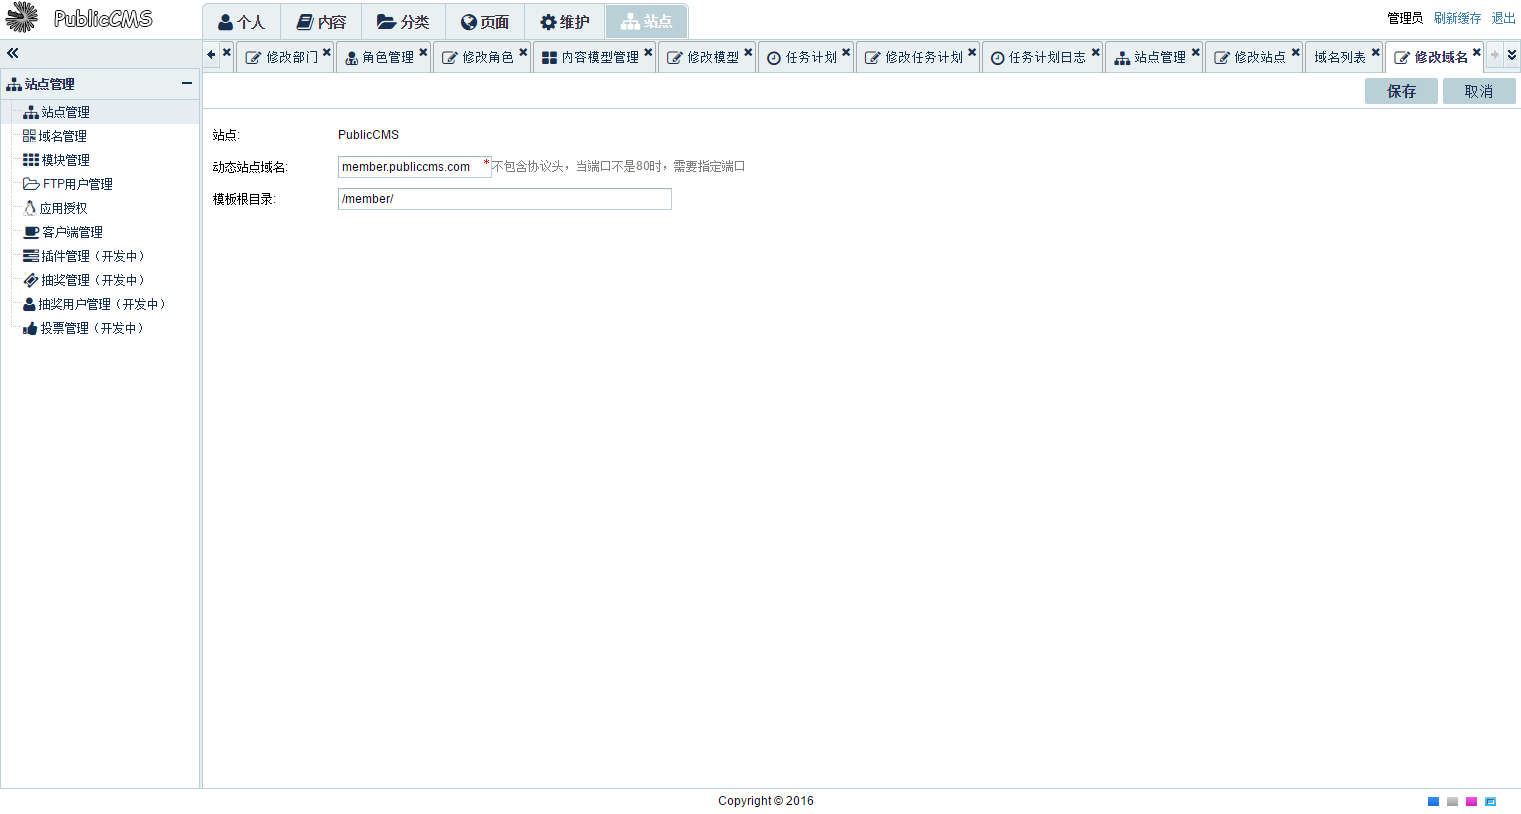 PublicCMS
个人 内容 分类 页面 维护 站点
管理员 刷新缓存 退出
修改部门 角色管理 修改角色 内容模型管理 修改模型 任务计划 修改任务计划 任务计划日志 站点管理 修改站点 域名列表 修改域名
站点管理
站点管理
域名管理
模块管理
FTP用户管理
应用授权
客户端管理
插件管理（开发中）
抽奖管理（开发中）
抽奖用户管理（开发中）
投票管理（开发中）
保存 取消
站点: PublicCMS
动态站点域名: member.publiccms.com *不包含协议头，当端口不是80时，需要指定端口
模板根目录: /member/
Copyright © 2016